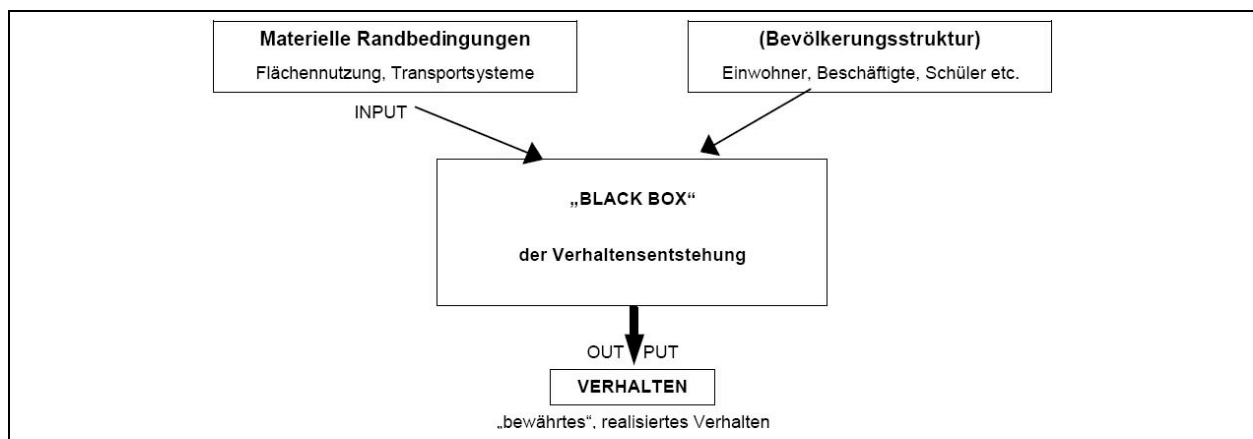 Materielle Randbedingungen
Flächennutzung, Transportsysteme
(Bevölkerungsstruktur)
Einwohner, Beschäftigte, Schüler etc.
INPUT
„BLACK BOX“
der Verhaltensentstehung
OUT PUT
VERHALTEN
„bewährtes“, realisiertes Verhalten